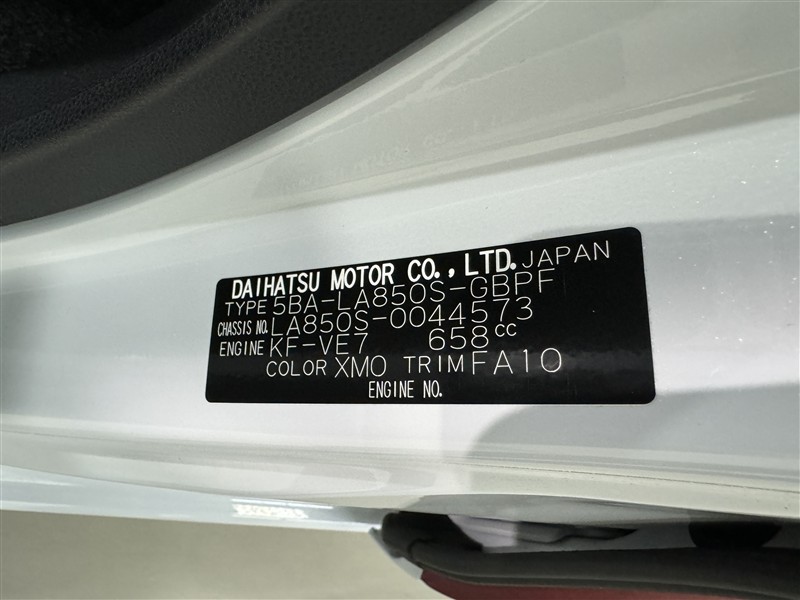 DAIHATSU MOTOR CO.,LTD. JAPAN
TYPE 5BA-LA850S-GBPF
CHASSIS NO. LA850S-0044573
ENGINE KF-VE7 658cc
COLOR XM0 TRIM FA10
ENGINE NO.